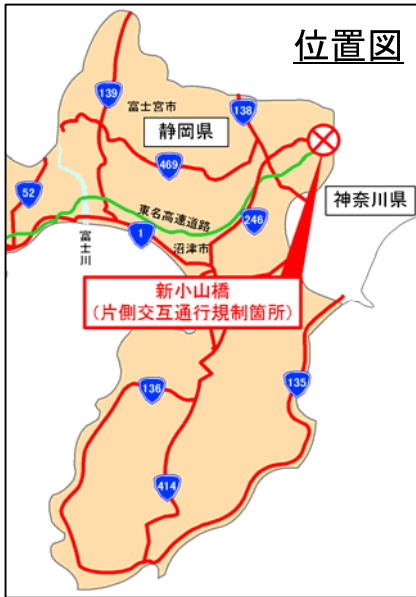 位置図
139
富士宮市
138
静岡県
469
52
神奈川県
東名高速道路
246
1
富士川
沼津市
新小山橋
(片側交互通行規制箇所)
136
135
414